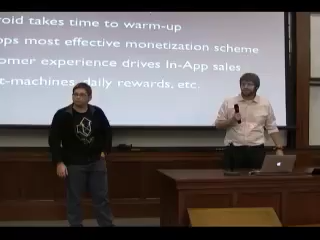 roid takes time to warm-up
ps most effective monetization scheme
omer experience drives In-App sales
t-machines, daily rewards, etc.